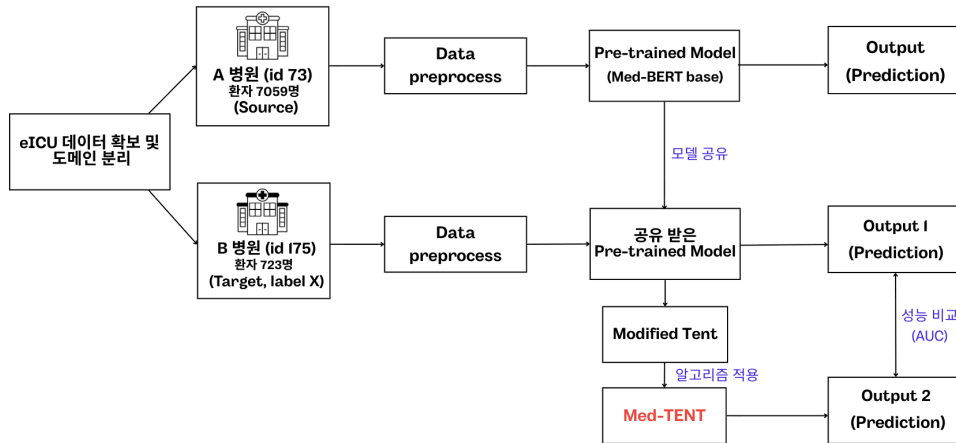 eICU 데이터 확보 및
도메인 분리
A 병원 (id 73)
환자 7059명
(Source)
Data
preprocess
Pre-trained Model
(Med-BERT base)
Output
(Prediction)
모델 공유
B 병원 (id 175)
환자 723명
(Target, label X)
Data
preprocess
공유 받은
Pre-trained Model
Output 1
(Prediction)
Modified Tent
알고리즘 적용
Med-TENT
성능 비교
(AUC)
Output 2
(Prediction)